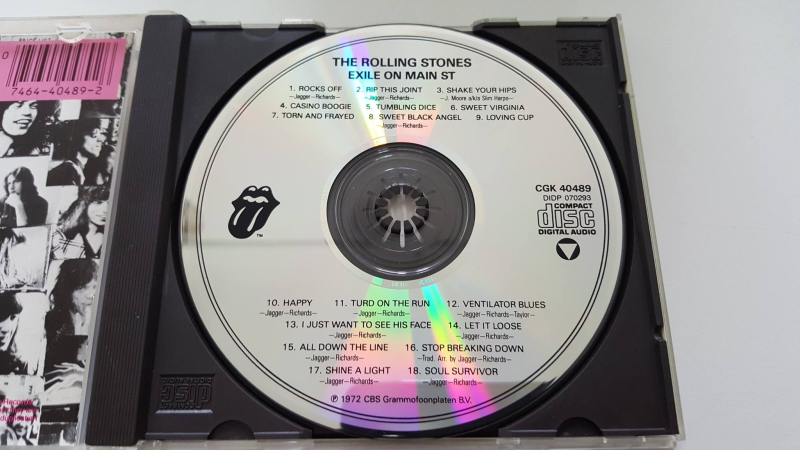 7464-40489-2
THE ROLLING STONES
EXILE ON MAIN ST
1. ROCKS OFF 2. RIP THIS JOINT 3. SHAKE YOUR HIPS
—Jagger—Richards— —Jagger—Richards— —J. Moore a/k/a Slim Harpo—
4. CASINO BOOGIE 5. TUMBLING DICE 6. SWEET VIRGINIA
7. TORN AND FRAYED 8. SWEET BLACK ANGEL 9. LOVING CUP
—Jagger—Richards—
CGK 40489
DIDP 070293
COMPACT
disc
DIGITAL AUDIO
TM
10. HAPPY 11. TURD ON THE RUN 12. VENTILATOR BLUES
—Jagger—Richards— —Jagger—Richards— —Jagger—Richards—Taylor—
13. I JUST WANT TO SEE HIS FACE 14. LET IT LOOSE
—Jagger—Richards— —Jagger—Richards—
15. ALL DOWN THE LINE 16. STOP BREAKING DOWN
—Jagger—Richards— —Trad. Arr. by Jagger—Richards—
17. SHINE A LIGHT 18. SOUL SURVIVOR
—Jagger—Richards— —Jagger—Richards—
℗ 1972 CBS Grammofoonplaten B.V.